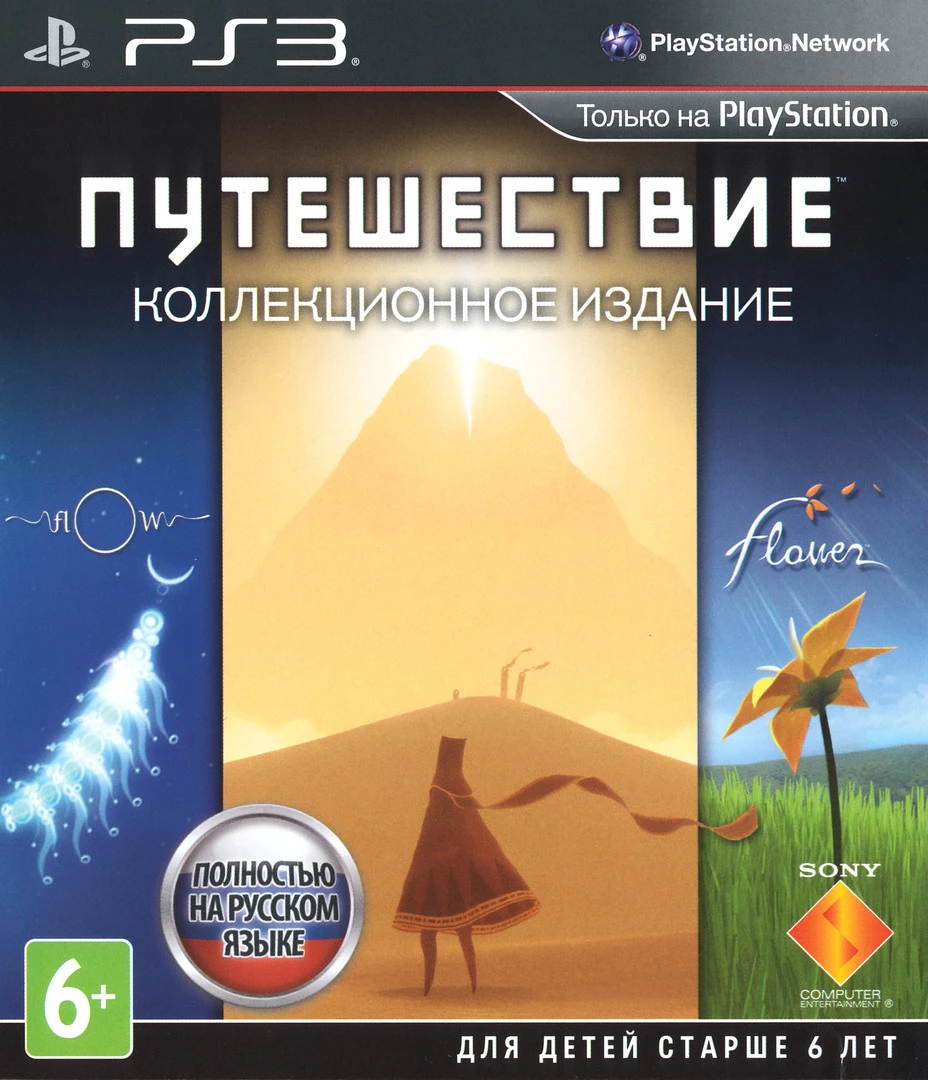 PS3
PlayStation®Network
Только на PlayStation®
ПУТЕШЕСТВИЕ™
КОЛЛЕКЦИОННОЕ ИЗДАНИЕ
flOw
Flower
ПОЛНОСТЬЮ
НА РУССКОМ
ЯЗЫКЕ
SONY
COMPUTER
ENTERTAINMENT®
6+
ДЛЯ ДЕТЕЙ СТАРШЕ 6 ЛЕТ